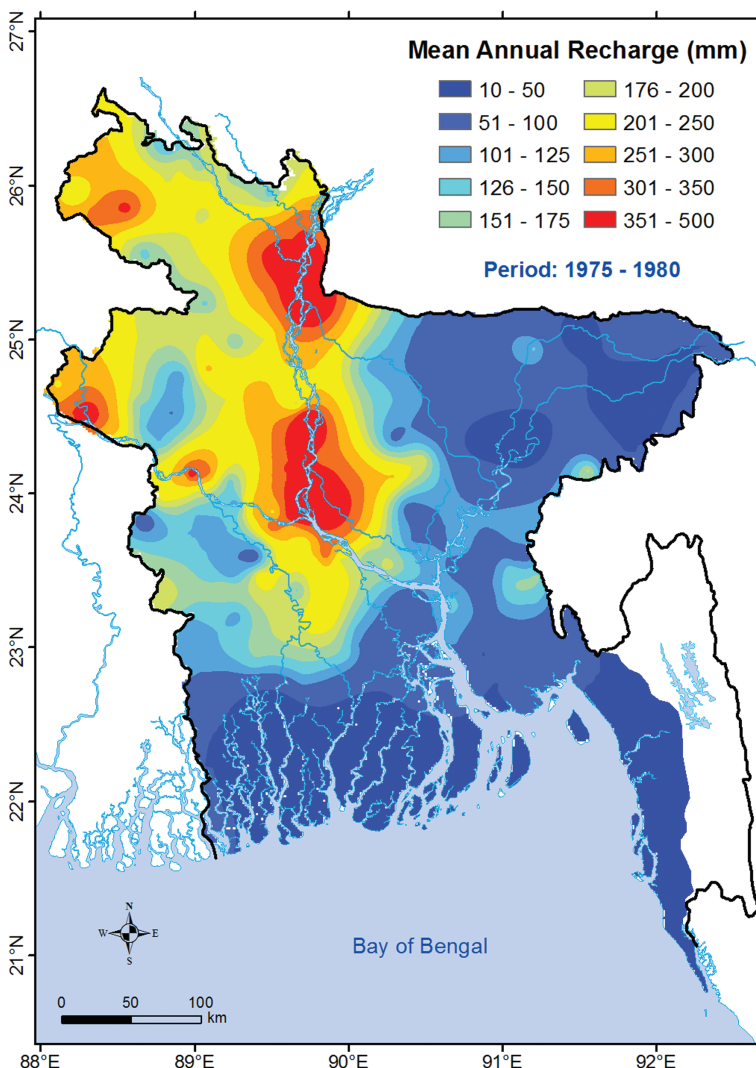 Mean Annual Recharge (mm)
10 - 50
176 - 200
51 - 100
201 - 250
101 - 125
251 - 300
126 - 150
301 - 350
151 - 175
351 - 500
Period: 1975 - 1980
27°N
26°N
25°N
24°N
23°N
22°N
21°N
N
W
E
S
Bay of Bengal
0 50 100
km
88°E 89°E 90°E 91°E 92°E